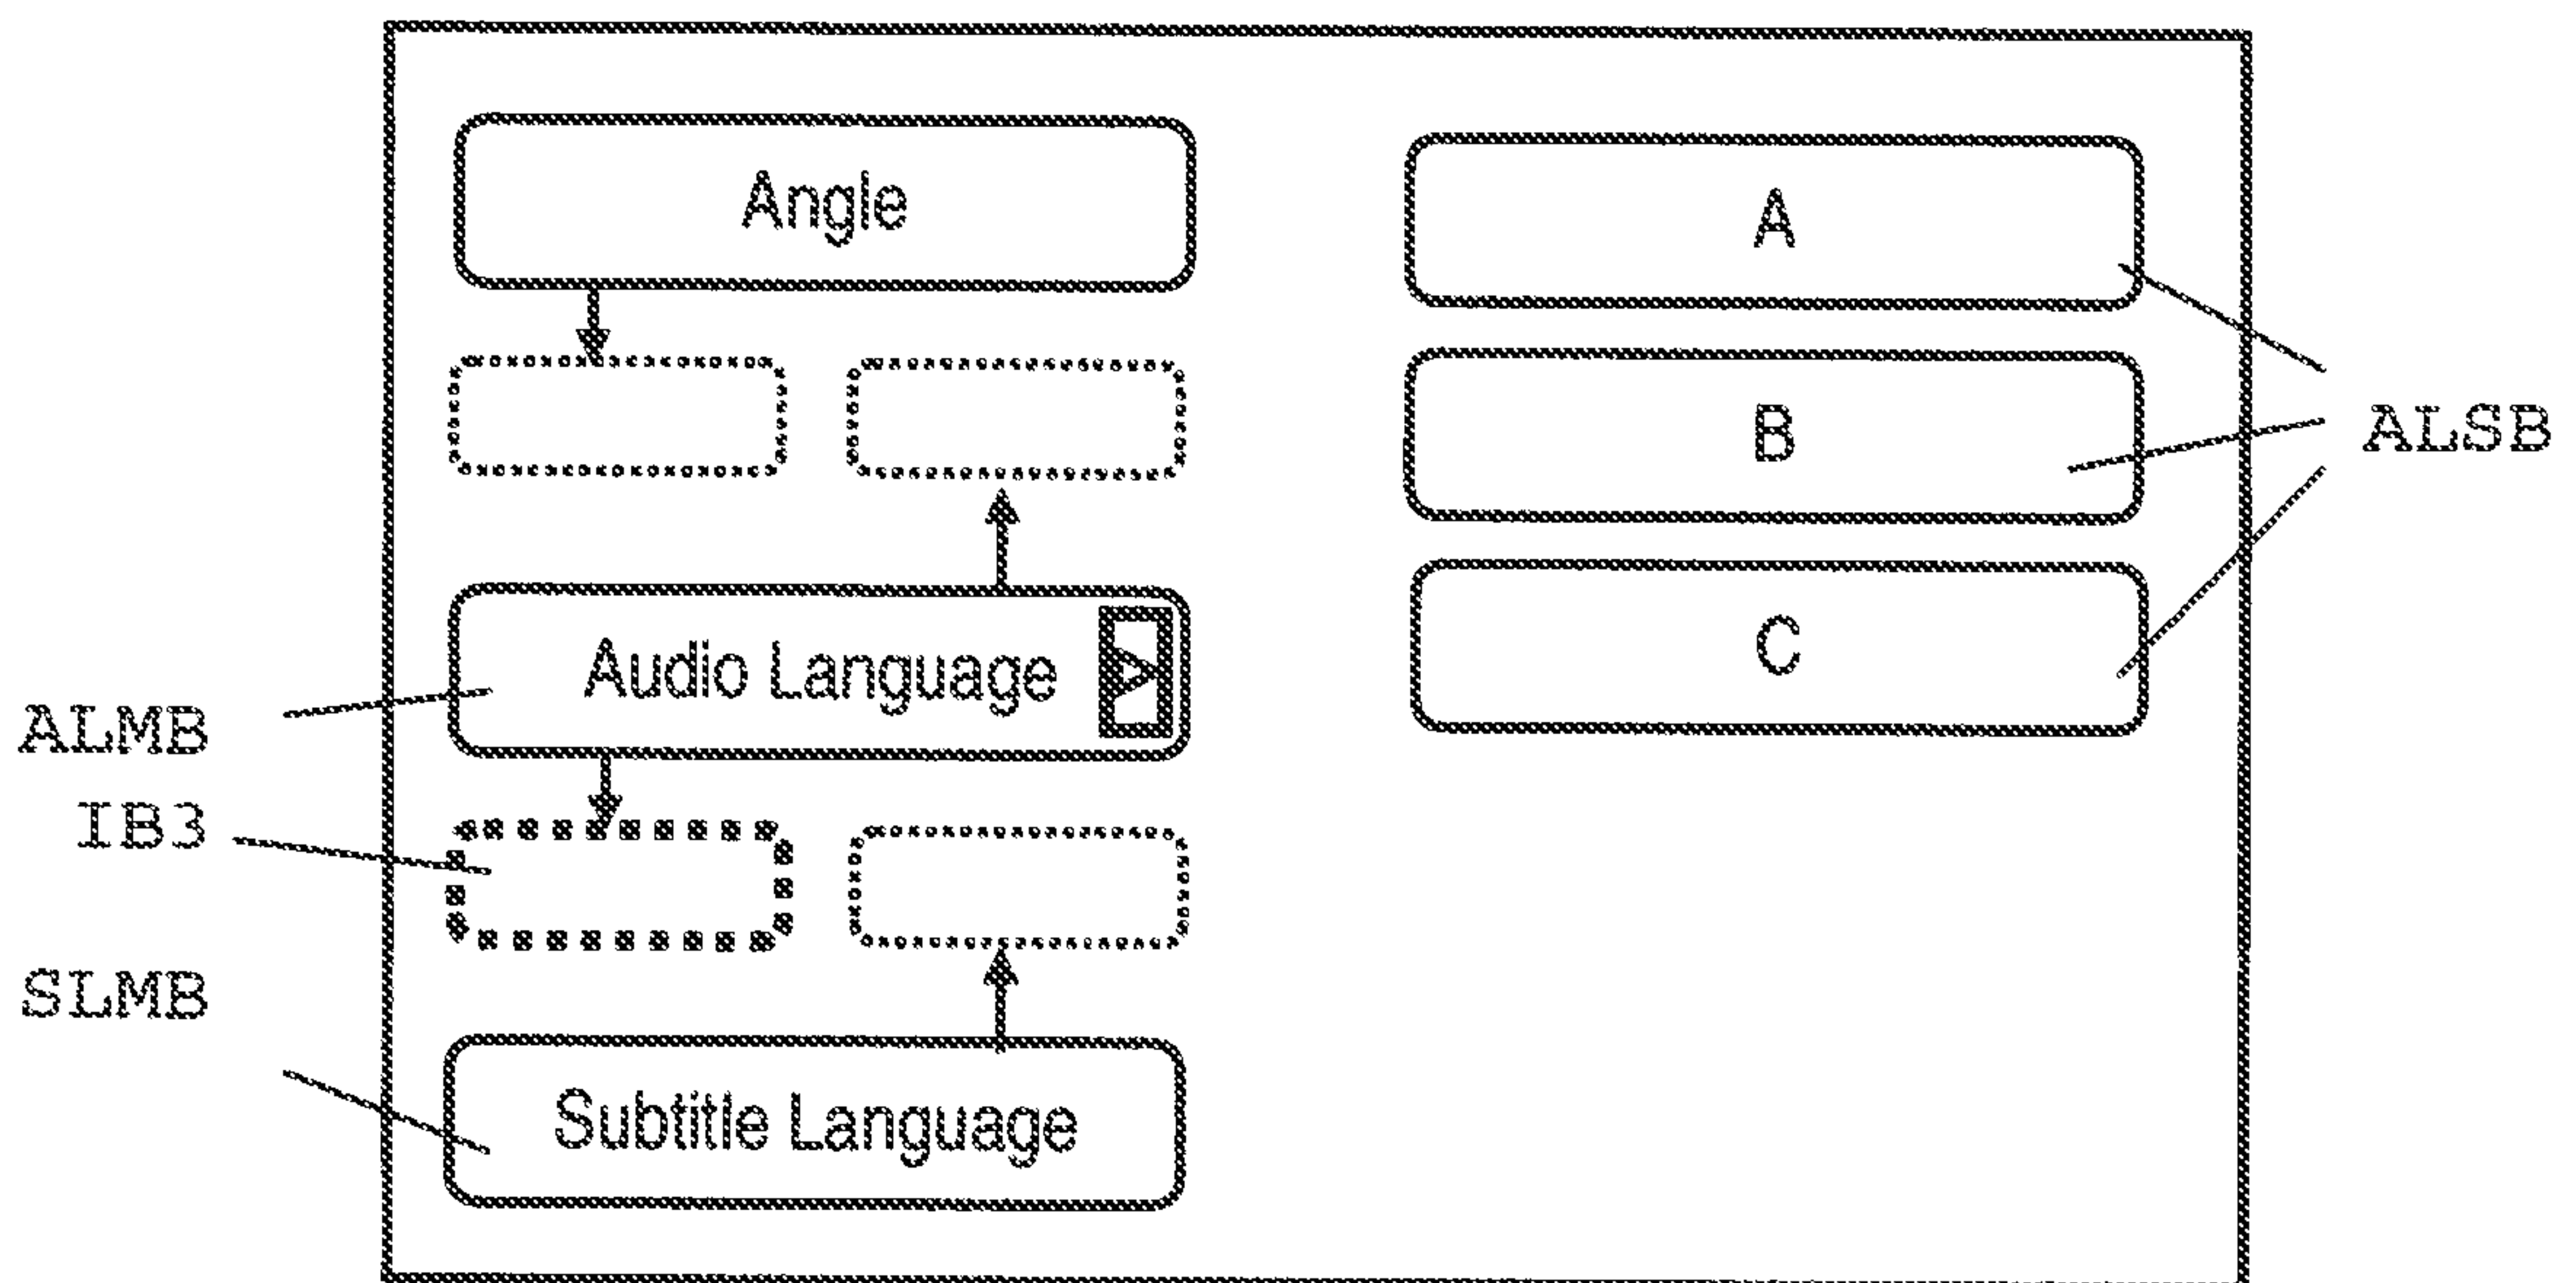 Angle
A
B
ALSB
Audio Language
C
ALMB
IB3
SLMB
Subtitle Language